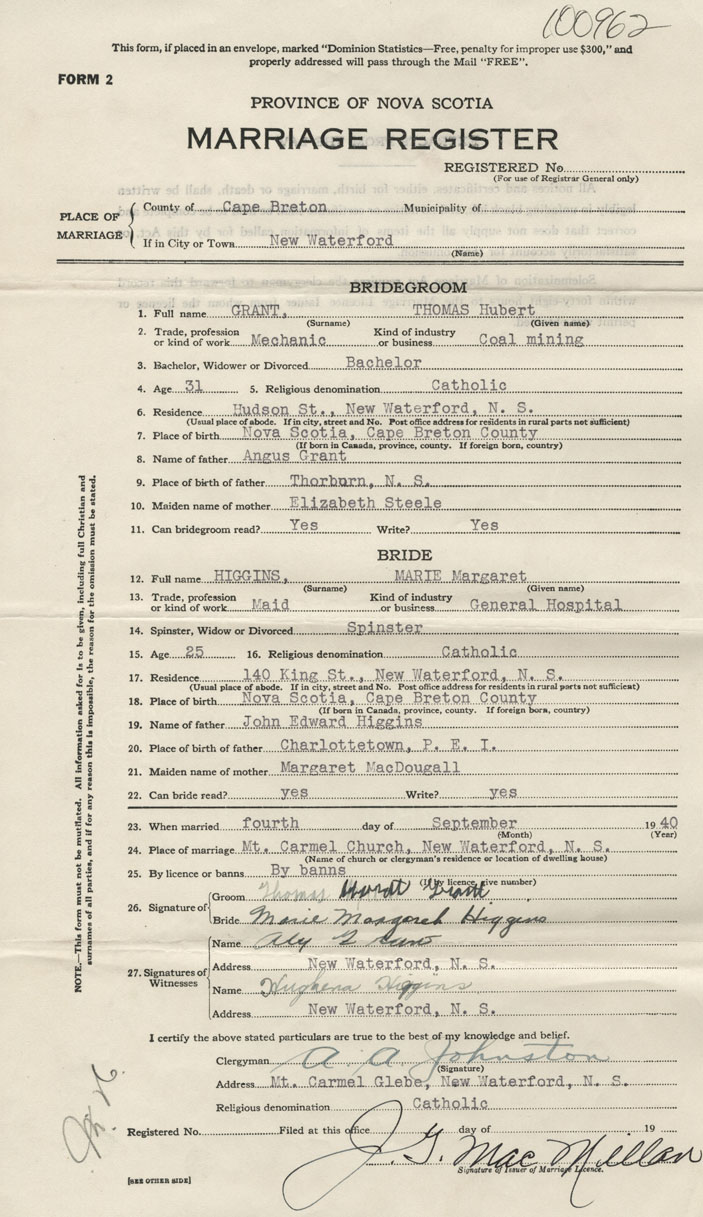 100962
This form, if placed in an envelope, marked "Dominion Statistics—Free, penalty for improper use $300," and
properly addressed will pass through the Mail "FREE".
FORM 2
PROVINCE OF NOVA SCOTIA
MARRIAGE REGISTER
REGISTERED No.
(For use of Registrar General only)
PLACE OF MARRIAGE
County of Cape Breton Municipality of
If in City or Town New Waterford
(Name)
BRIDEGROOM
1. Full name GRANT, THOMAS Hubert
(Surname) (Given name)
2. Trade, profession or kind of work Mechanic Kind of industry or business Coal mining
3. Bachelor, Widower or Divorced Bachelor
4. Age 31 5. Religious denomination Catholic
6. Residence Hudson St., New Waterford, N. S.
(Usual place of abode. If in city, street and No. Post office address for residents in rural parts not sufficient)
7. Place of birth Nova Scotia, Cape Breton County
(If born in Canada, province, county. If foreign born, country)
8. Name of father Angus Grant
9. Place of birth of father Thorburn, N. S.
10. Maiden name of mother Elizabeth Steele
11. Can bridegroom read? Yes Write? Yes
BRIDE
12. Full name HIGGINS, MARIE Margaret
(Surname) (Given name)
13. Trade, profession or kind of work Maid Kind of industry or business General Hospital
14. Spinster, Widow or Divorced Spinster
15. Age 25 16. Religious denomination Catholic
17. Residence 140 King St., New Waterford, N. S.
(Usual place of abode. If in city, street and No. Post office address for residents in rural parts not sufficient)
18. Place of birth Nova Scotia, Cape Breton County
(If born in Canada, province, county. If foreign born, country)
19. Name of father John Edward Higgins
20. Place of birth of father Charlottetown, P. E. I.
21. Maiden name of mother Margaret MacDougall
22. Can bride read? yes Write? yes
23. When married fourth day of September 1940
(Month) (Year)
24. Place of marriage Mt. Carmel Church, New Waterford, N. S.
(Name of church or clergyman's residence or location of dwelling house)
25. By licence or banns By banns
(If by licence, give number)
26. Signature of
Groom Thomas Grant
Bride Marie Margaret Higgins
27. Signatures of Witnesses
Name
Address New Waterford, N. S.
Name Hughena Higgins
Address New Waterford, N. S.
I certify the above stated particulars are true to the best of my knowledge and belief.
Clergyman A A Johnston
(Signature)
Address Mt. Carmel Glebe, New Waterford, N. S.
Religious denomination Catholic
Registered No. Filed at this office day of 19
J. G. MacMillan
Signature of Issuer of Marriage Licence.
[SEE OTHER SIDE]
NOTE.—This form must not be mutilated. All information asked for is to be given, including full Christian and
surnames of all parties, and if for any reason this is impossible, the reason for the omission must be stated.